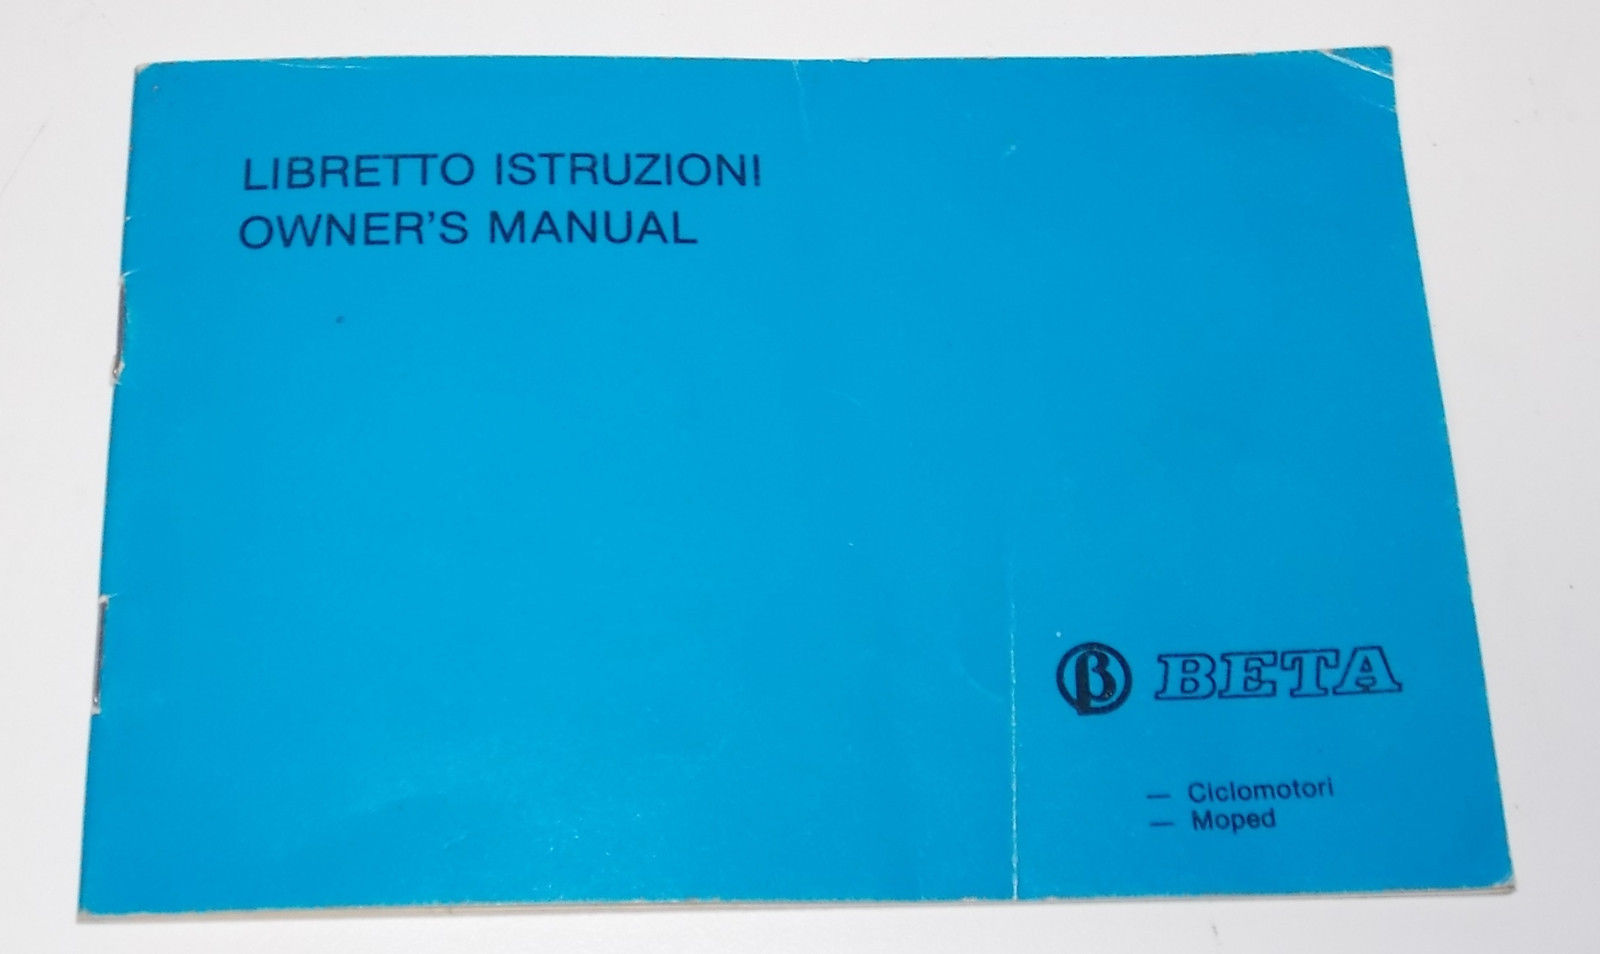 LIBRETTO ISTRUZIONI
OWNER'S MANUAL
β BETA
— Ciclomotori
— Moped